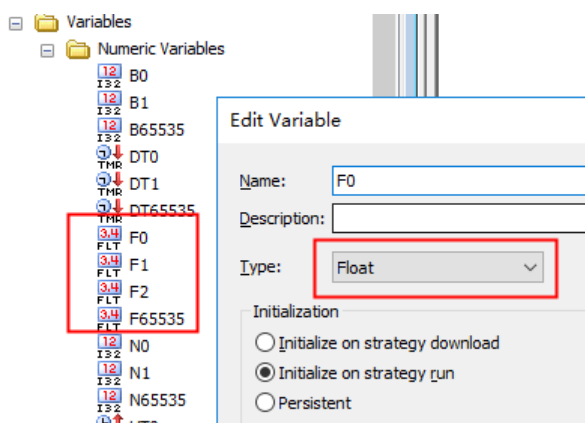 Variables
Numeric Variables
12 I32 B0
12 I32 B1
12 I32 B65535
TMR DT0
TMR DT1
TMR DT65535
3.4 FLT F0
3.4 FLT F1
3.4 FLT F2
3.4 FLT F65535
12 I32 N0
12 I32 N1
12 I32 N65535
Edit Variable
Name: F0
Description:
Type: Float
Initialization
Initialize on strategy download
Initialize on strategy run
Persistent